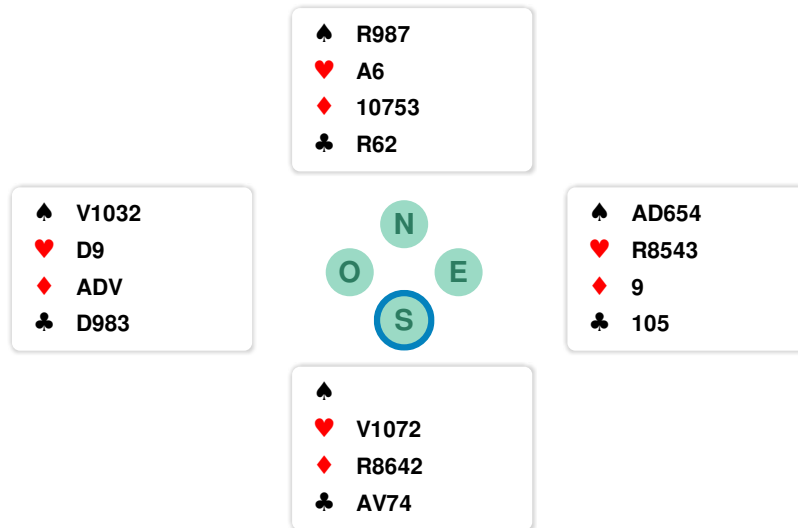 ♠ R987
♥ A6
♦ 10753
♣ R62
♠ V1032
♥ D9
♦ ADV
♣ D983
N
O E
S
♠ AD654
♥ R8543
♦ 9
♣ 105
♠
♥ V1072
♦ R8642
♣ AV74